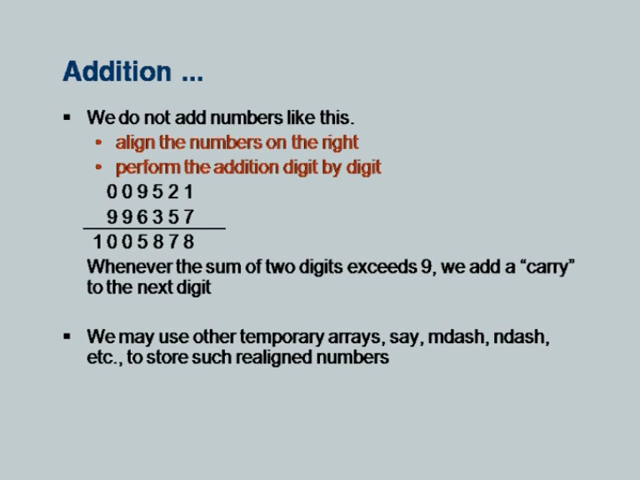 Addition ...
▪ We do not add numbers like this.
• align the numbers on the right
• perform the addition digit by digit
0 0 9 5 2 1
9 9 6 3 5 7
1 0 0 5 8 7 8
Whenever the sum of two digits exceeds 9, we add a “carry”
to the next digit
▪ We may use other temporary arrays, say, mdash, ndash,
etc., to store such realigned numbers